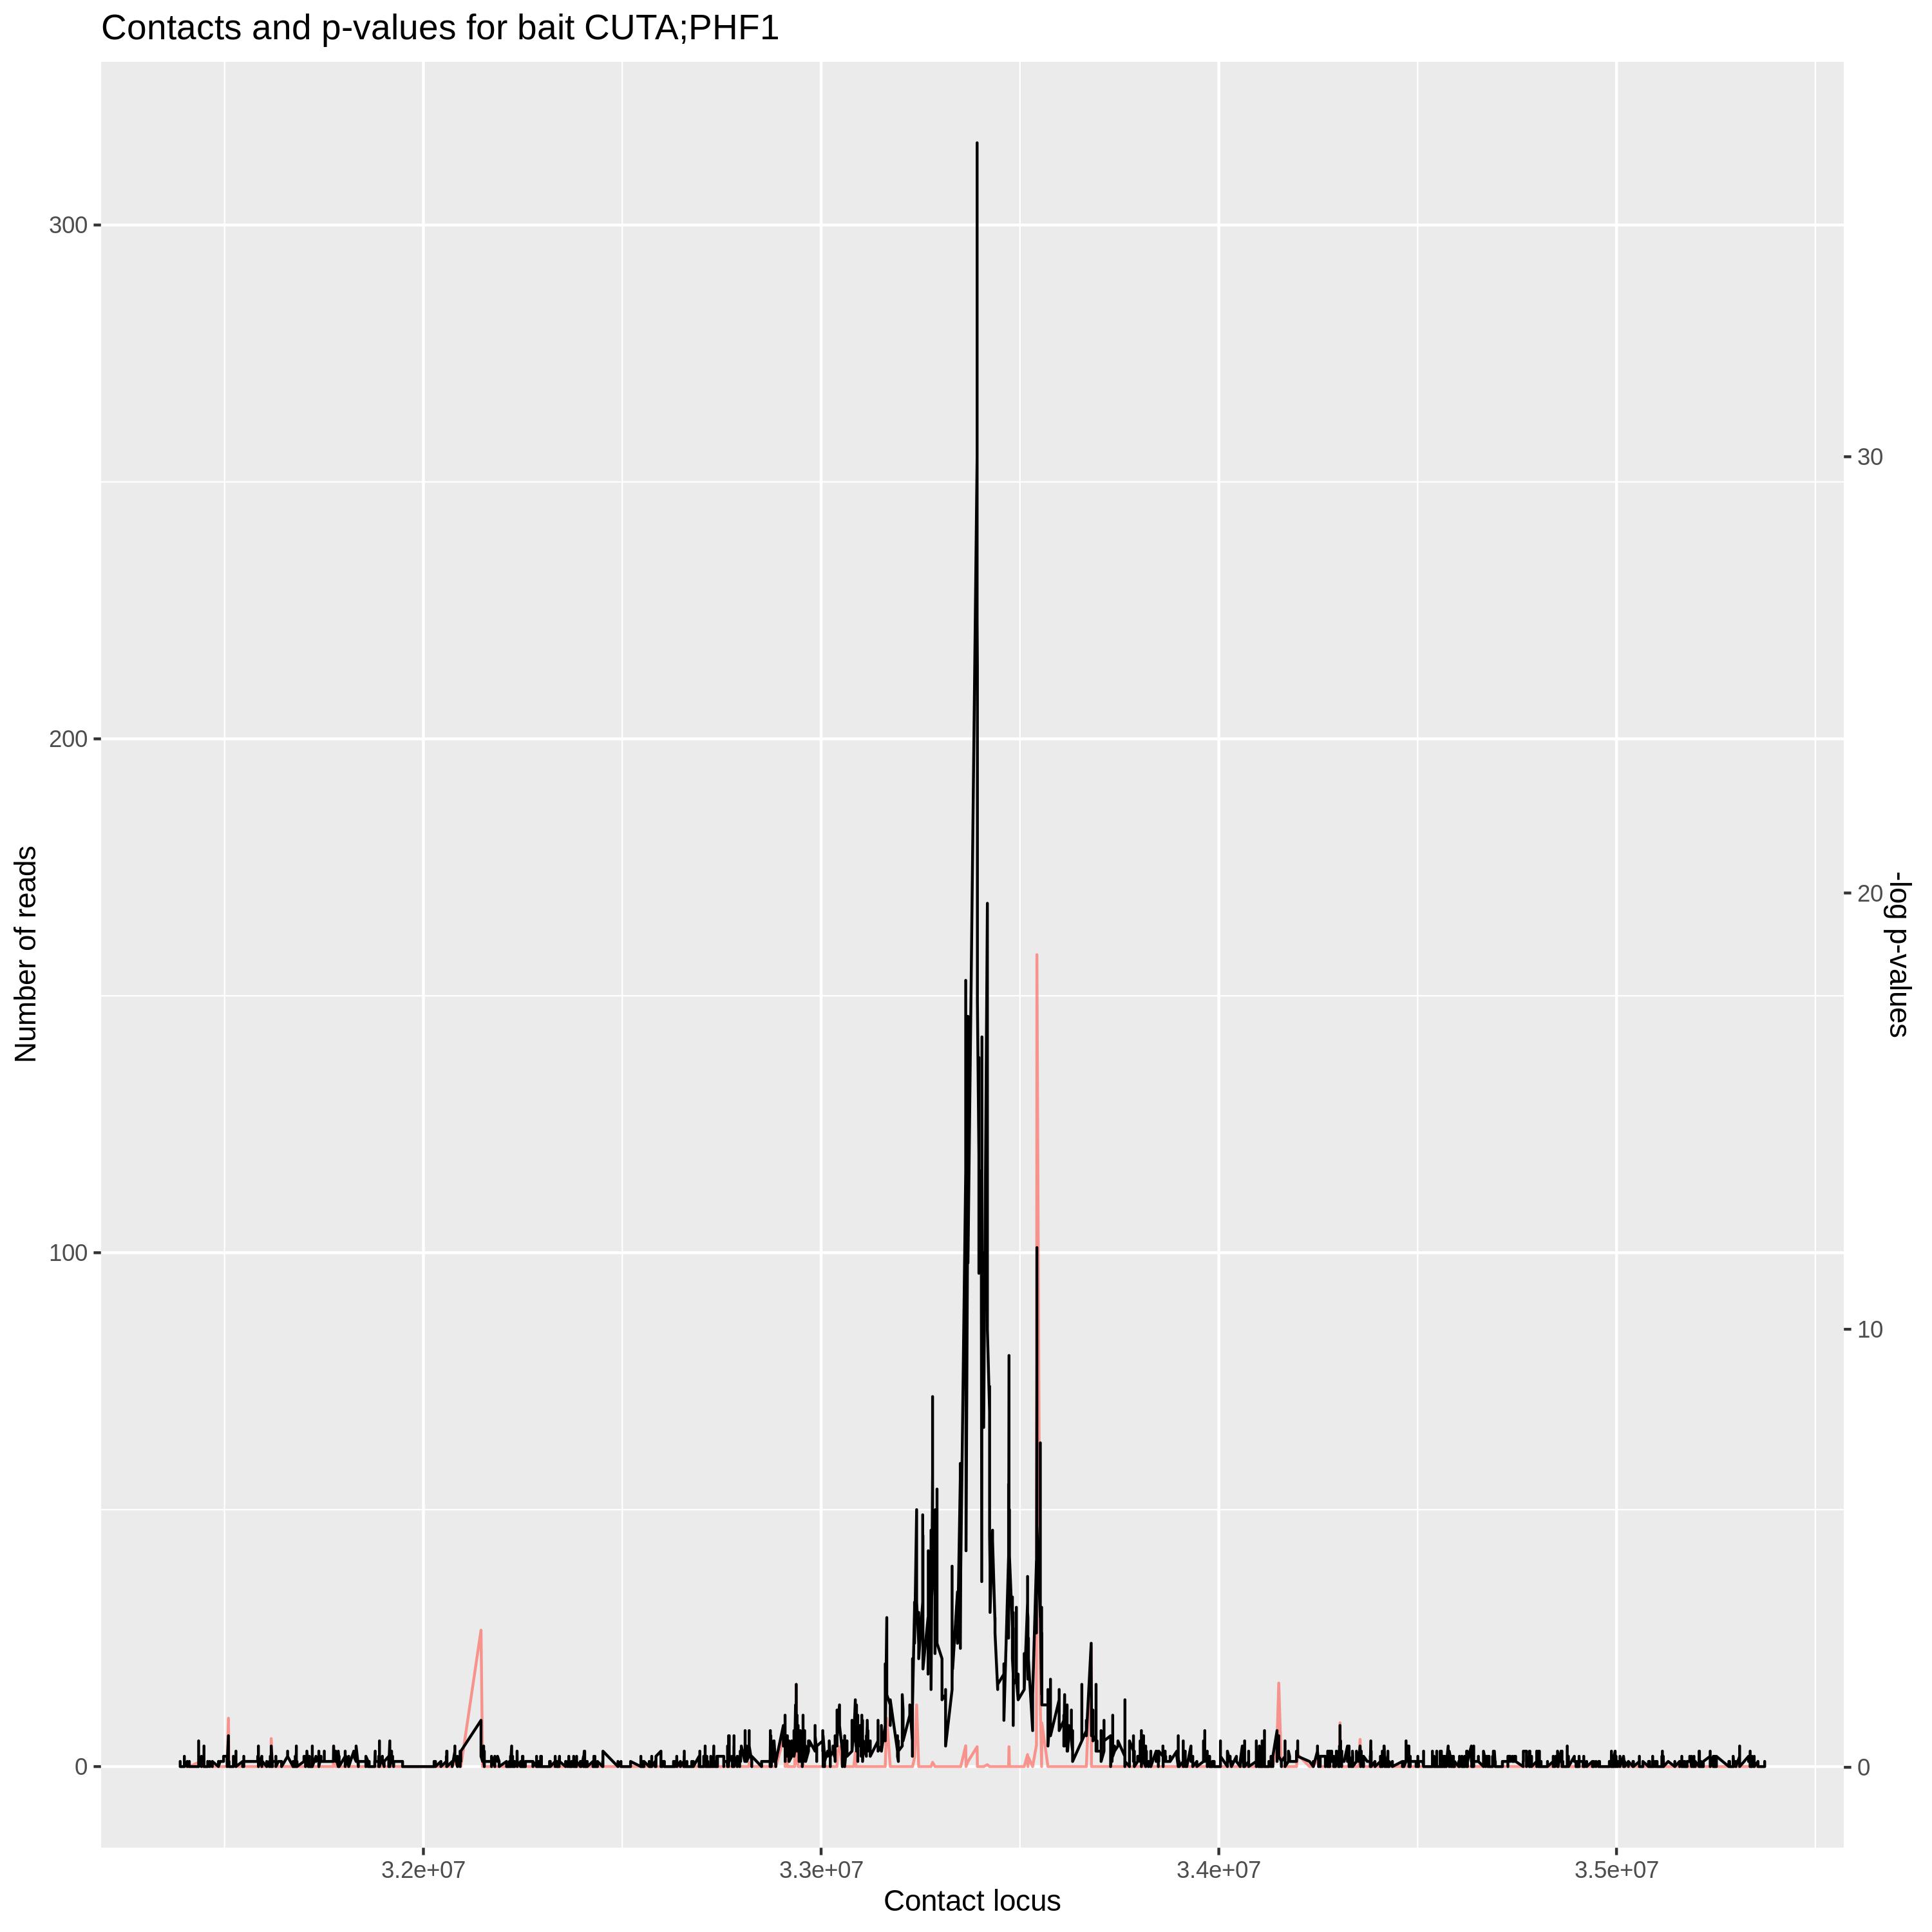 Contacts and p-values for bait CUTA;PHF1
300
200
100
0
Number of reads
30
20
10
0
-log p-values
3.2e+07
3.3e+07
3.4e+07
3.5e+07
Contact locus